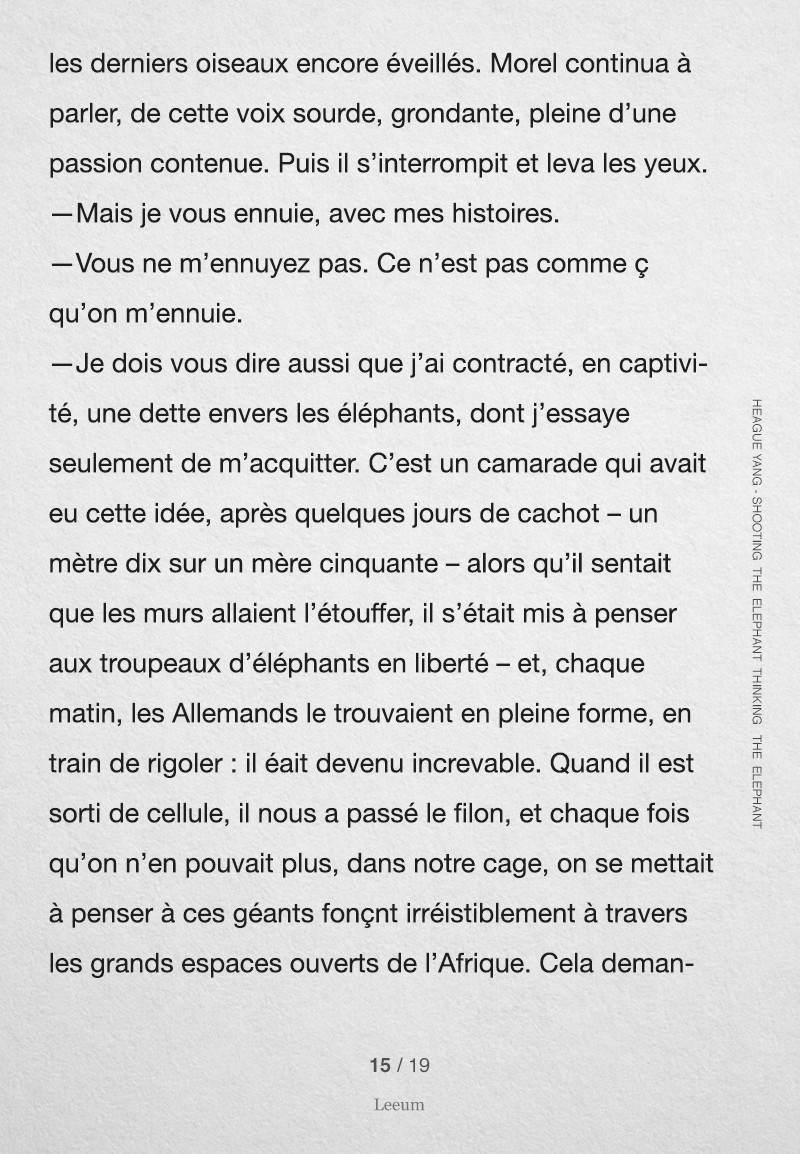 les derniers oiseaux encore éveillés. Morel continua à
parler, de cette voix sourde, grondante, pleine d’une
passion contenue. Puis il s’interrompit et leva les yeux.
—Mais je vous ennuie, avec mes histoires.
—Vous ne m’ennuyez pas. Ce n’est pas comme ç
qu’on m’ennuie.
—Je dois vous dire aussi que j’ai contracté, en captivi-
té, une dette envers les éléphants, dont j’essaye
seulement de m’acquitter. C’est un camarade qui avait
eu cette idée, après quelques jours de cachot – un
mètre dix sur un mère cinquante – alors qu’il sentait
que les murs allaient l’étouffer, il s’était mis à penser
aux troupeaux d’éléphants en liberté – et, chaque
matin, les Allemands le trouvaient en pleine forme, en
train de rigoler : il éait devenu increvable. Quand il est
sorti de cellule, il nous a passé le filon, et chaque fois
qu’on n’en pouvait plus, dans notre cage, on se mettait
à penser à ces géants fonçnt irréistiblement à travers
les grands espaces ouverts de l’Afrique. Cela deman-
HEAGUE YANG - SHOOTING THE ELEPHANT THINKING THE ELEPHANT
15 / 19
Leeum